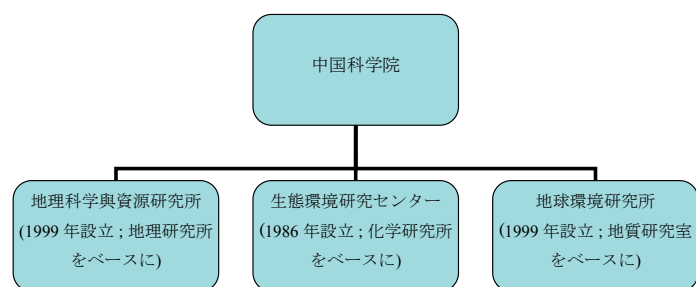 中国科学院
地理科学與資源研究所
(1999 年設立 ; 地理研究所
をベースに)
生態環境研究センター
(1986 年設立 ; 化学研究所
をベースに)
地球環境研究所
(1999 年設立 ; 地質研究室
をベースに)